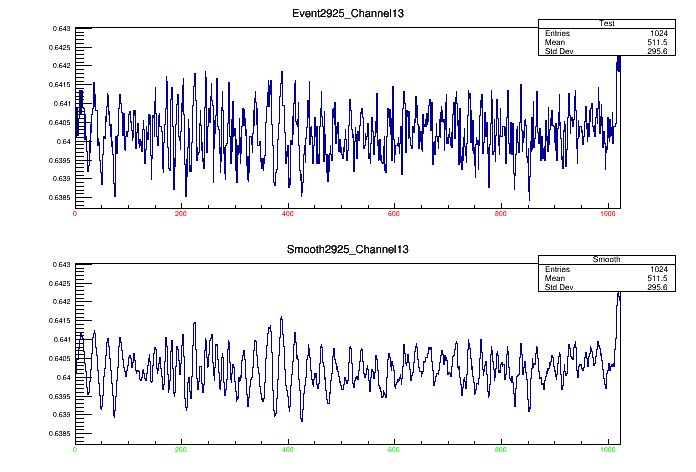 Event2925_Channel13
Test
Entries 1024
Mean 511.5
Std Dev 295.6
0.643
0.6425
0.642
0.6415
0.641
0.6405
0.64
0.6395
0.639
0.6385
0 200 400 600 800 1000
Smooth2925_Channel13
Smooth
Entries 1024
Mean 511.5
Std Dev 295.6
0.643
0.6425
0.642
0.6415
0.641
0.6405
0.64
0.6395
0.639
0.6385
0 200 400 600 800 1000